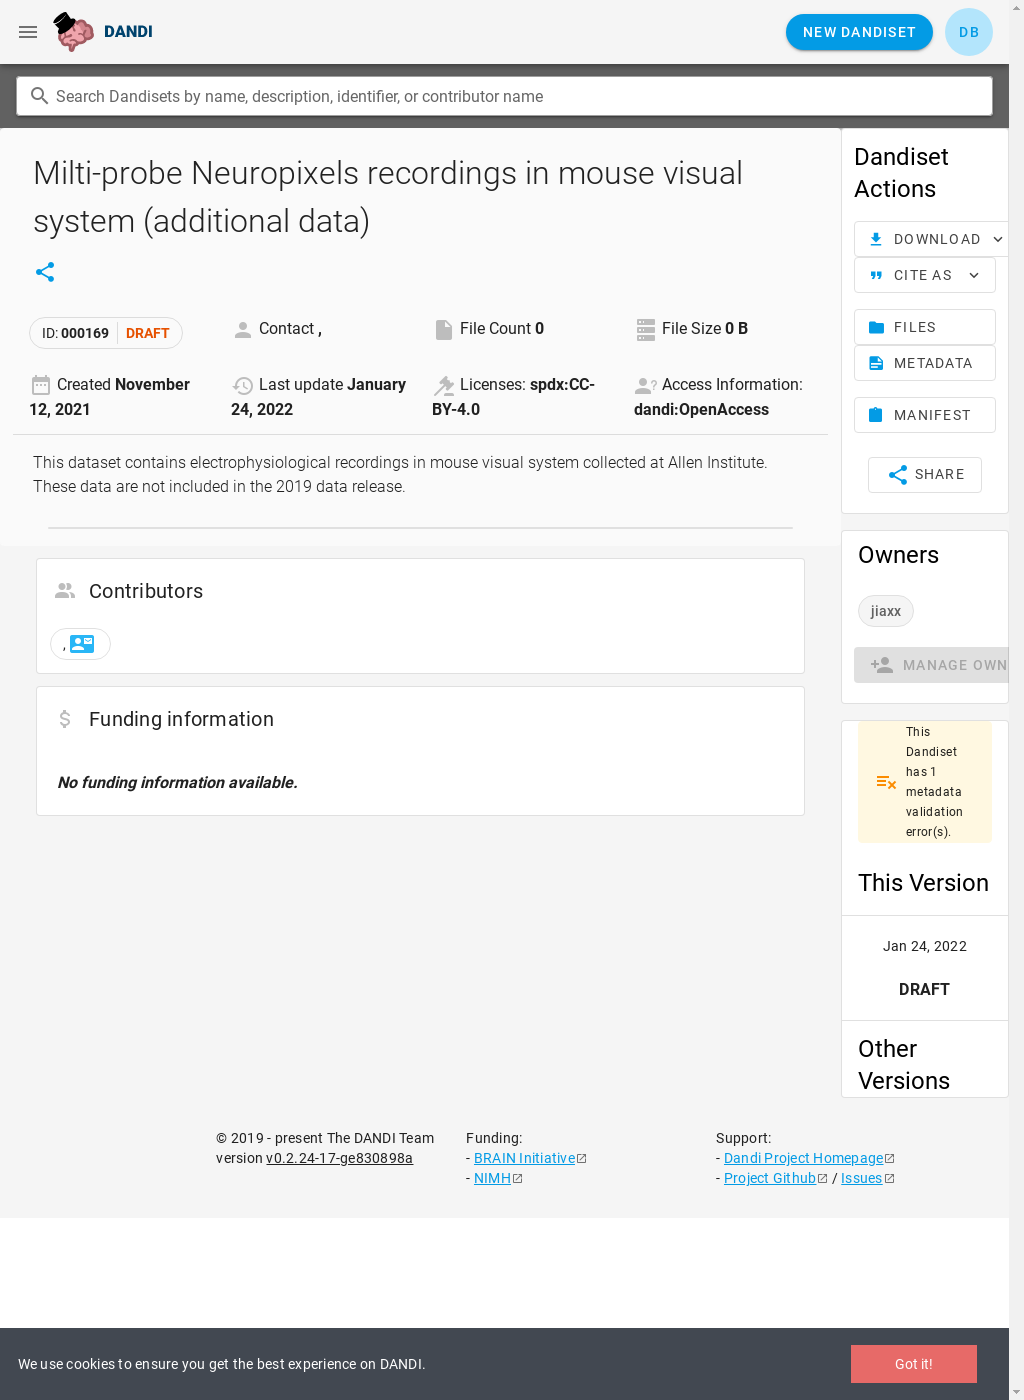 DANDI
NEW DANDISET
DB
Search Dandisets by name, description, identifier, or contributor name
Milti-probe Neuropixels recordings in mouse visual
system (additional data)
ID: 000169 DRAFT
Contact ,
File Count 0
File Size 0 B
Created November
12, 2021
Last update January
24, 2022
Licenses: spdx:CC-
BY-4.0
Access Information:
dandi:OpenAccess
This dataset contains electrophysiological recordings in mouse visual system collected at Allen Institute.
These data are not included in the 2019 data release.
Contributors
,
Funding information
No funding information available.
Dandiset
Actions
DOWNLOAD
CITE AS
FILES
METADATA
MANIFEST
SHARE
Owners
jiaxx
MANAGE OWN
This
Dandiset
has 1
metadata
validation
error(s).
This Version
Jan 24, 2022
DRAFT
Other
Versions
© 2019 - present The DANDI Team
version v0.2.24-17-ge830898a
Funding:
- BRAIN Initiative
- NIMH
Support:
- Dandi Project Homepage
- Project Github / Issues
We use cookies to ensure you get the best experience on DANDI.
Got it!